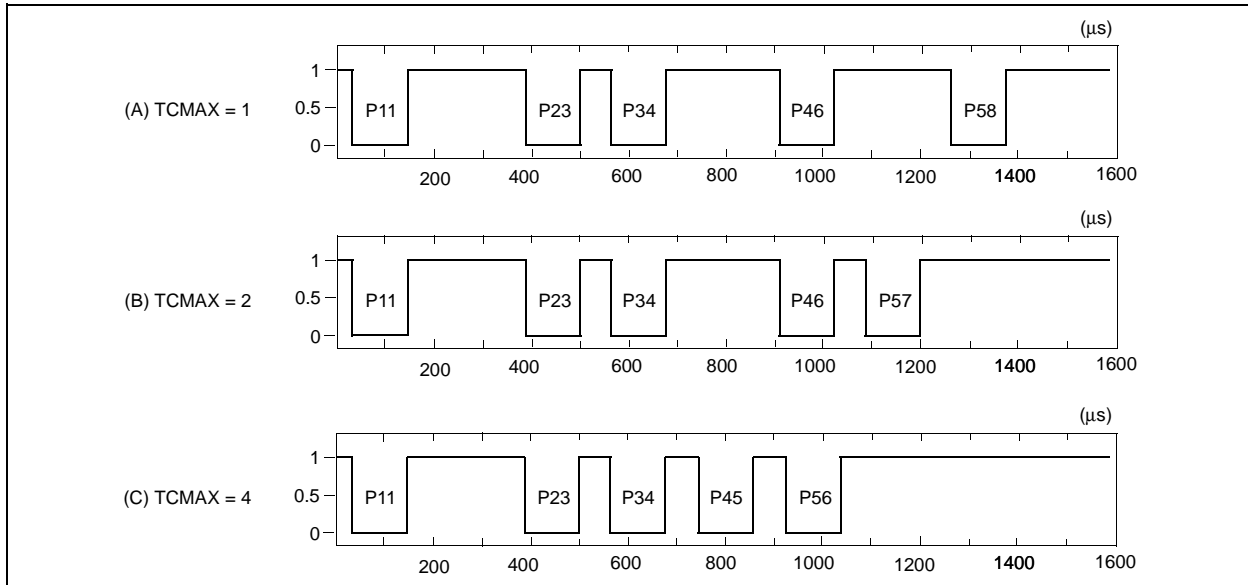 (μs)
(A) TCMAX = 1
1
0.5
0
P11 P23 P34 P46 P58
200 400 600 800 1000 1200 1400 1600
(μs)
(B) TCMAX = 2
1
0.5
0
P11 P23 P34 P46 P57
200 400 600 800 1000 1200 1400 1600
(μs)
(C) TCMAX = 4
1
0.5
0
P11 P23 P34 P45 P56
200 400 600 800 1000 1200 1400 1600